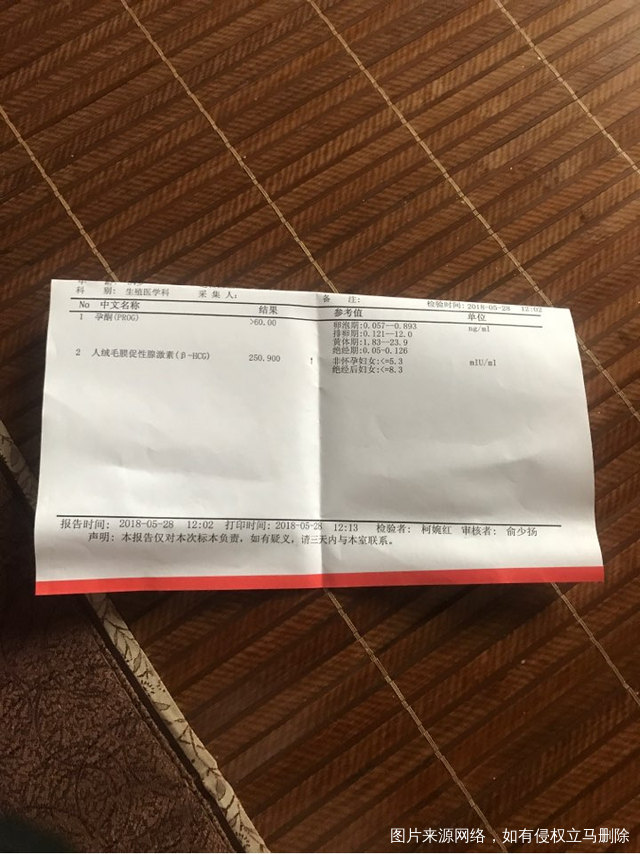 科 别: 生殖医学科 采 集 人: 备 注: 检验时间:2018-05-28 12:02
No 中文名称 结果 参考值 单位
1 孕酮(PROG) >60.00 卵泡期:0.057--0.893 ng/ml
排卵期:0.121--12.0
黄体期:1.83--23.9
绝经期:0.05-0.126
2 人绒毛膜促性腺激素(β-HCG) 250.900 ↑ 非怀孕妇女:<=5.3 mIU/ml
绝经后妇女:<=8.3
报告时间: 2018-05-28 12:02 打印时间:2018-05-28 12:13 检验者: 柯婉红 审核者: 俞少扬
声明: 本报告仅对本次标本负责, 如有疑义, 请三天内与本室联系。
图片来源网络，如有侵权立马删除